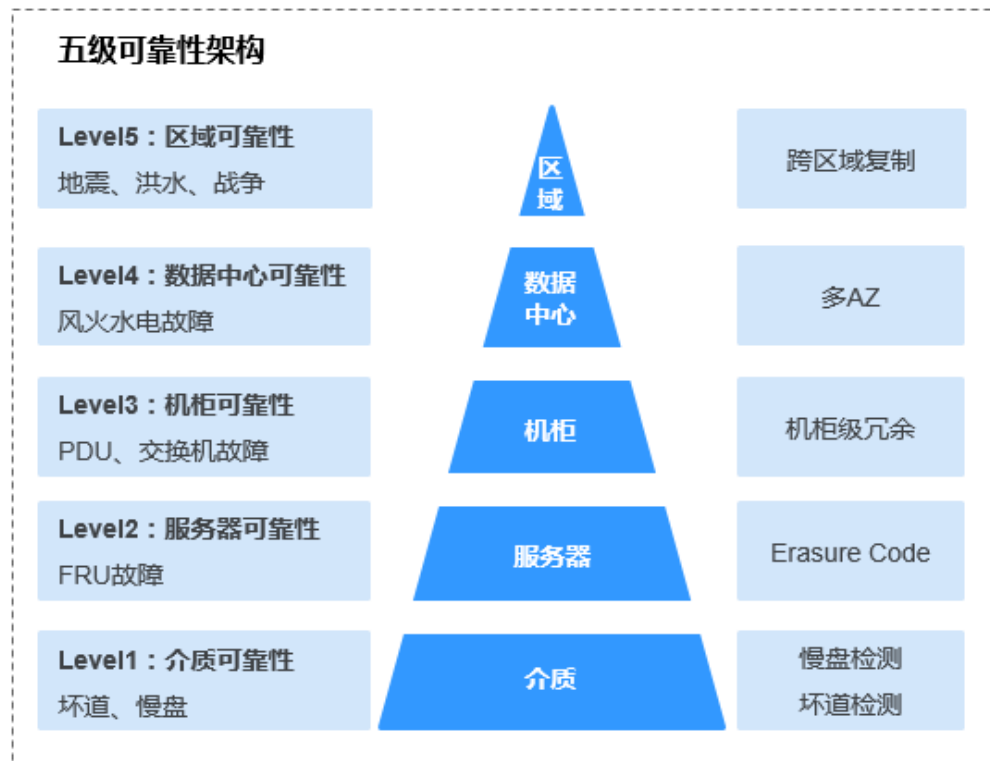 五级可靠性架构
Level5：区域可靠性
地震、洪水、战争
区
域
跨区域复制
Level4：数据中心可靠性
风火水电故障
数据
中心
多AZ
Level3：机柜可靠性
PDU、交换机故障
机柜
机柜级冗余
Level2：服务器可靠性
FRU故障
服务器
Erasure Code
Level1：介质可靠性
坏道、慢盘
介质
慢盘检测
坏道检测